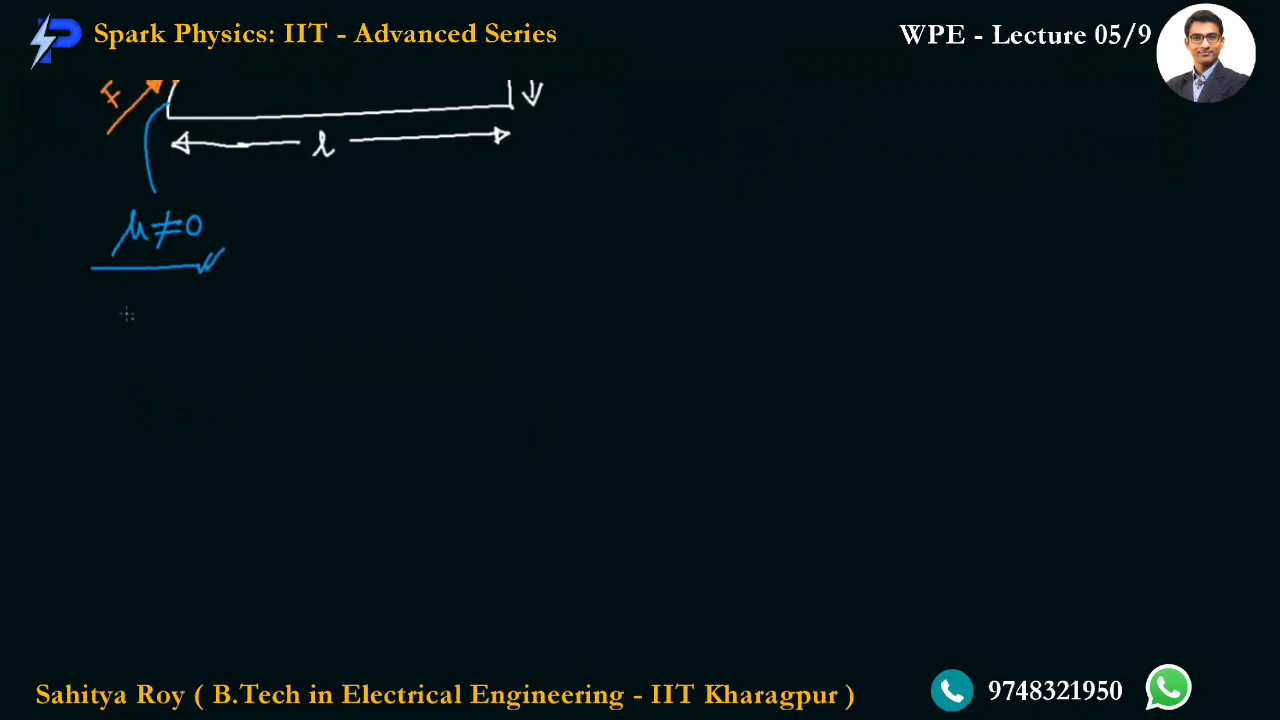 Spark Physics: IIT - Advanced Series
WPE - Lecture 05/9
F
l
μ≠0
Sahitya Roy ( B.Tech in Electrical Engineering - IIT Kharagpur )
9748321950